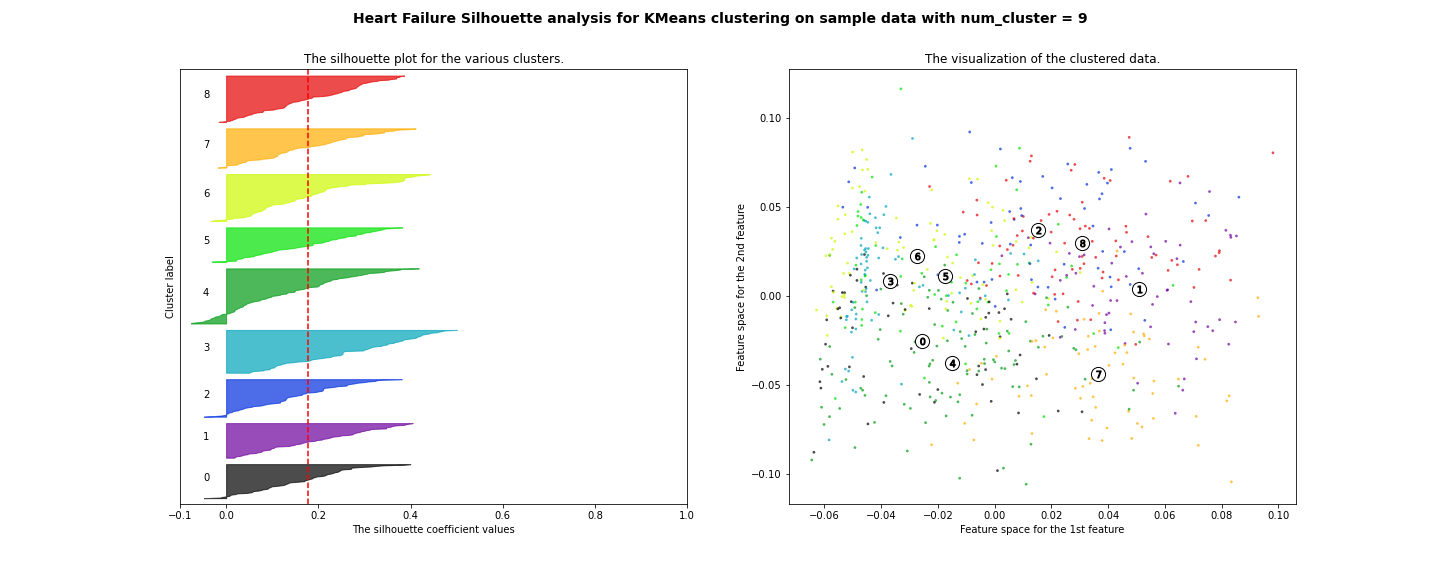 Heart Failure Silhouette analysis for KMeans clustering on sample data with num_cluster = 9
The silhouette plot for the various clusters.
8
7
6
5
4
3
2
1
0
Cluster label
−0.1 0.0 0.2 0.4 0.6 0.8 1.0
The silhouette coefficient values
The visualization of the clustered data.
0.10
0.05
0.00
−0.05
−0.10
Feature space for the 2nd feature
2
8
6
5
3
1
0
4
7
−0.06 −0.04 −0.02 0.00 0.02 0.04 0.06 0.08 0.10
Feature space for the 1st feature